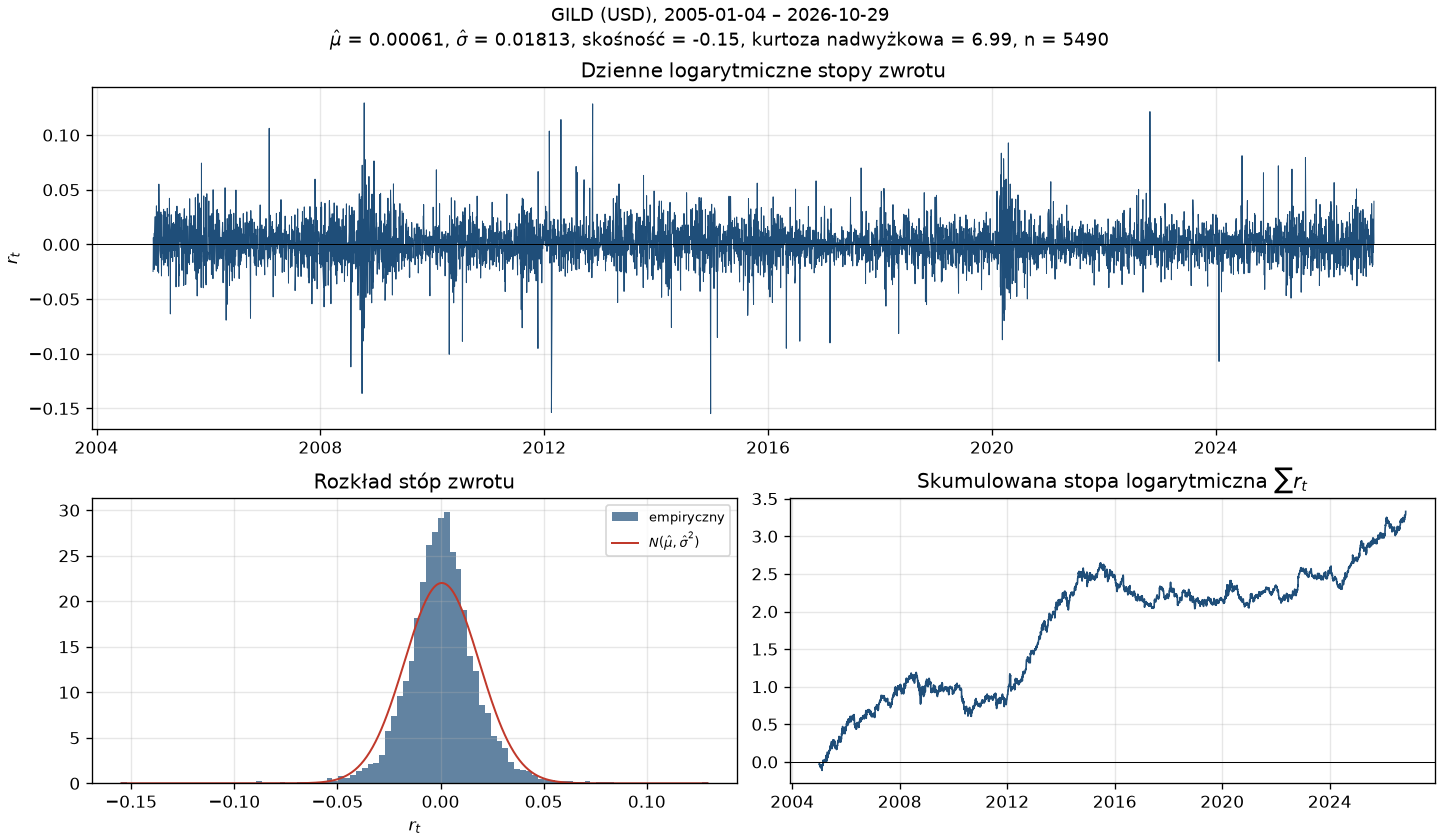 GILD (USD), 2005-01-04 – 2026-10-29
μ̂ = 0.00061, σ̂ = 0.01813, skośność = -0.15, kurtoza nadwyżkowa = 6.99, n = 5490
Dzienne logarytmiczne stopy zwrotu
0.10
0.05
0.00
−0.05
−0.10
−0.15
r_t
2004 2008 2012 2016 2020 2024
Rozkład stóp zwrotu
30
25
20
15
10
5
0
empiryczny
N(μ̂, σ̂²)
−0.15 −0.10 −0.05 0.00 0.05 0.10
r_t
Skumulowana stopa logarytmiczna ∑r_t
3.5
3.0
2.5
2.0
1.5
1.0
0.5
0.0
2004 2008 2012 2016 2020 2024